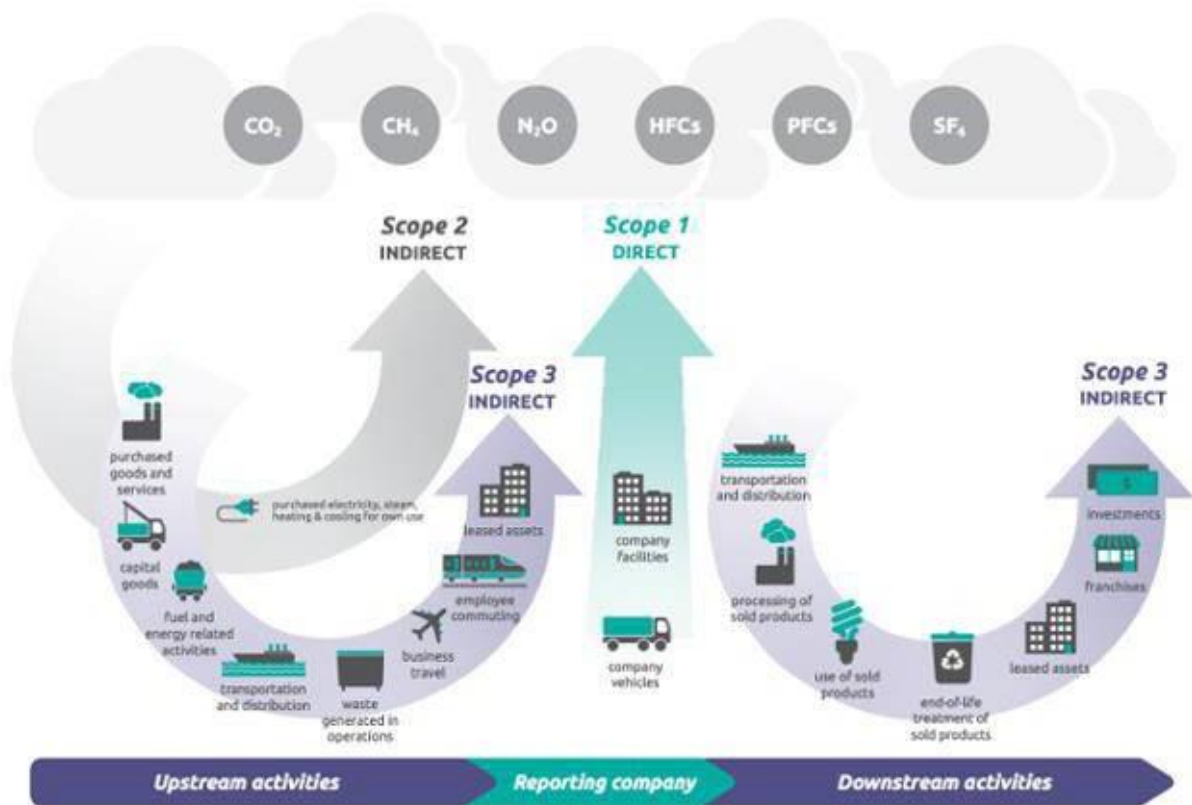 CO₂
CH₄
N₂O
HFCs
PFCs
SF₆
Scope 2
INDIRECT
Scope 1
DIRECT
Scope 3
INDIRECT
Scope 3
INDIRECT
purchased
goods and
services
capital
goods
fuel and
energy related
activities
transportation
and distribution
waste
generated in
operations
business
travel
employee
commuting
leased assets
purchased electricity, steam,
heating & cooling for own use
company
facilities
company
vehicles
transportation
and distribution
processing of
sold products
use of sold
products
end-of-life
treatment of
sold products
leased assets
franchises
$
investments
Upstream activities
Reporting company
Downstream activities